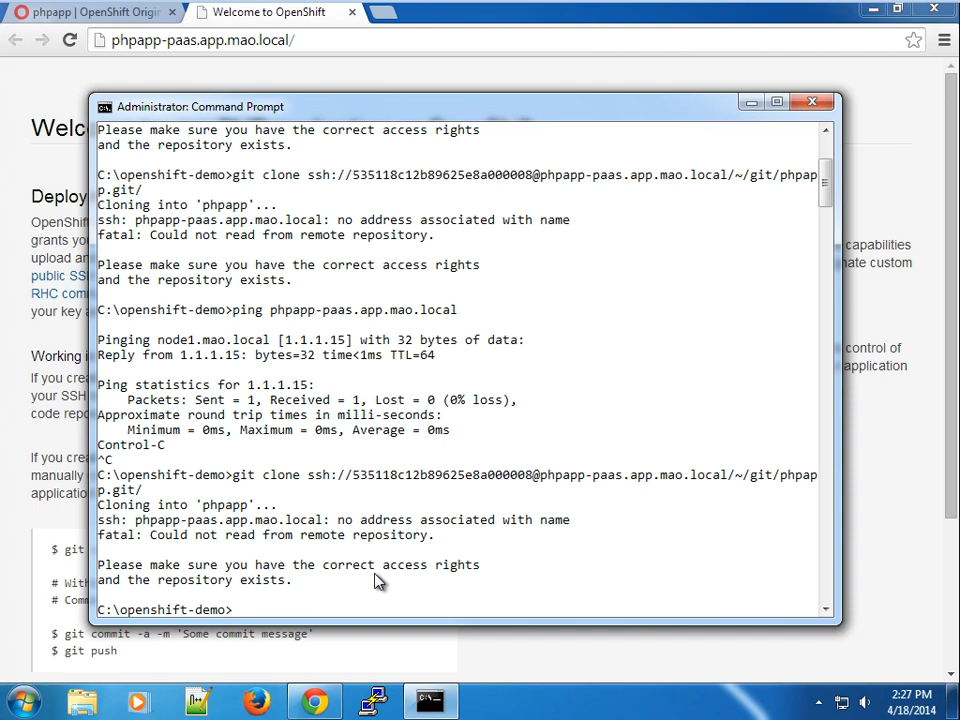 phpapp | OpenShift Origin
Welcome to OpenShift
phpapp-paas.app.mao.local/
Administrator: Command Prompt
Please make sure you have the correct access rights
and the repository exists.
C:\openshift-demo>git clone ssh://535118c12b89625e8a000008@phpapp-paas.app.mao.local/~/git/phpap
p.git/
Cloning into 'phpapp'...
ssh: phpapp-paas.app.mao.local: no address associated with name
fatal: Could not read from remote repository.
Please make sure you have the correct access rights
and the repository exists.
C:\openshift-demo>ping phpapp-paas.app.mao.local
Pinging node1.mao.local [1.1.1.15] with 32 bytes of data:
Reply from 1.1.1.15: bytes=32 time<1ms TTL=64
Ping statistics for 1.1.1.15:
Packets: Sent = 1, Received = 1, Lost = 0 (0% loss),
Approximate round trip times in milli-seconds:
Minimum = 0ms, Maximum = 0ms, Average = 0ms
Control-C
^C
C:\openshift-demo>git clone ssh://535118c12b89625e8a000008@phpapp-paas.app.mao.local/~/git/phpap
p.git/
Cloning into 'phpapp'...
ssh: phpapp-paas.app.mao.local: no address associated with name
fatal: Could not read from remote repository.
Please make sure you have the correct access rights
and the repository exists.
C:\openshift-demo>
Welc
Deploy
OpenShift
grants yo
capabilities
upload an
ate custom
public SS
RHC com
your key a
Working i
control of
If you crea
application
your SSH
code repo
If you crea
manually
application
$ git
# With
# Comm
$ git commit -a -m 'Some commit message'
$ git push
2:27 PM
4/18/2014